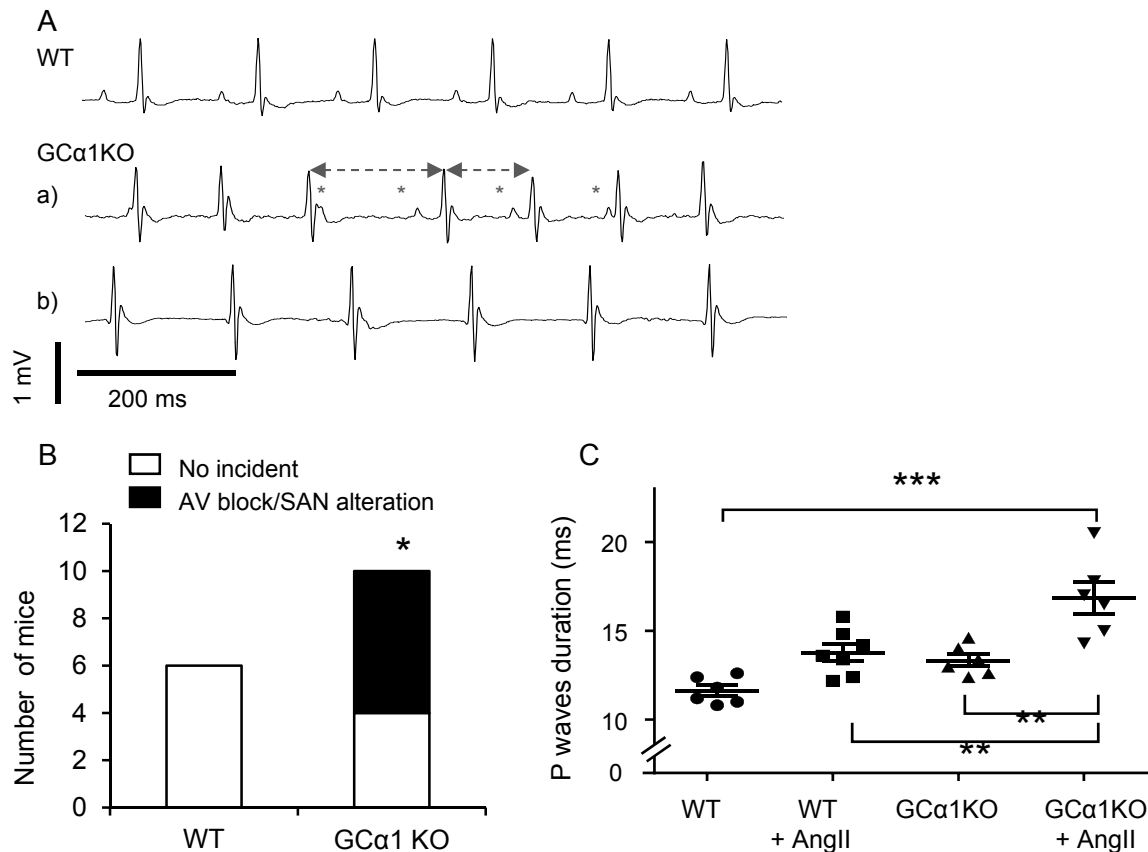 A
WT
GCα1KO
a)
* * * *
b)
1 mV
200 ms
B
No incident
AV block/SAN alteration
Number of mice
12
10
8
6
4
2
0
*
WT
GCα1 KO
C
P waves duration (ms)
20
15
10
0
***
**
**
WT
WT + AngII
GCα1KO
GCα1KO + AngII